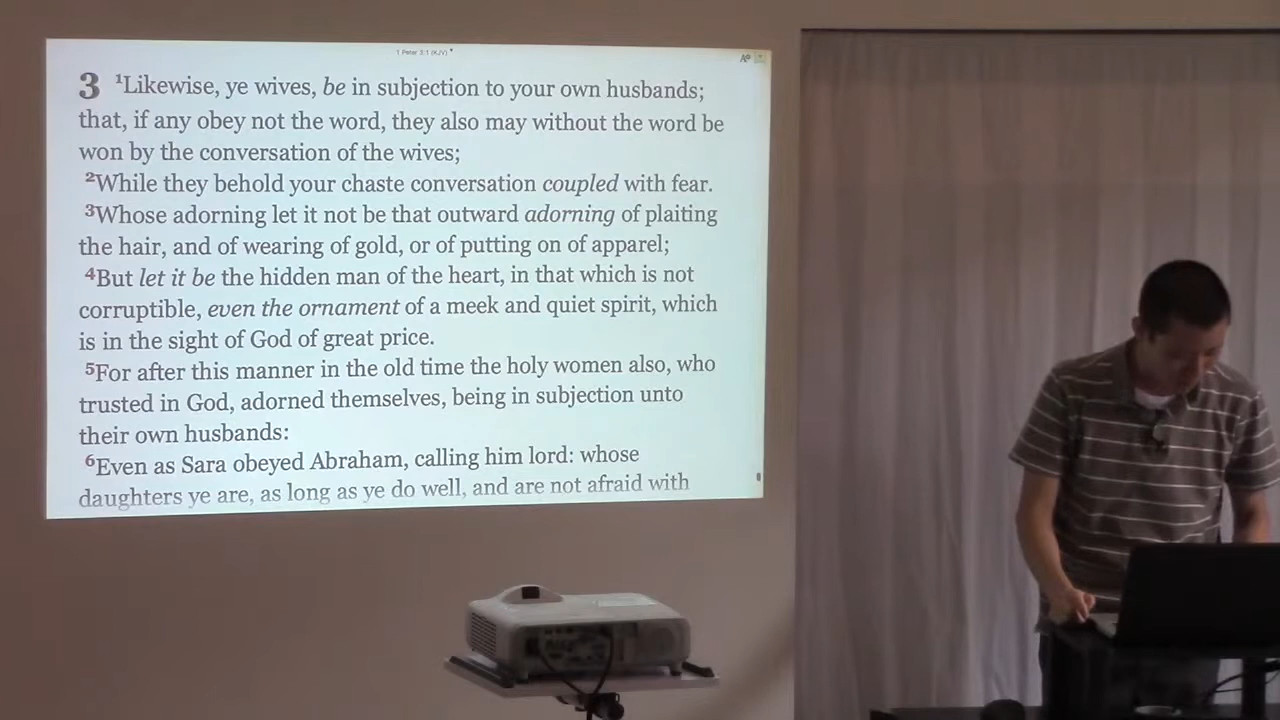 1 Peter 3:1 (KJV)
3 ¹Likewise, ye wives, be in subjection to your own husbands;
that, if any obey not the word, they also may without the word be
won by the conversation of the wives;
²While they behold your chaste conversation coupled with fear.
³Whose adorning let it not be that outward adorning of plaiting
the hair, and of wearing of gold, or of putting on of apparel;
⁴But let it be the hidden man of the heart, in that which is not
corruptible, even the ornament of a meek and quiet spirit, which
is in the sight of God of great price.
⁵For after this manner in the old time the holy women also, who
trusted in God, adorned themselves, being in subjection unto
their own husbands:
⁶Even as Sara obeyed Abraham, calling him lord: whose
daughters ye are, as long as ye do well, and are not afraid with